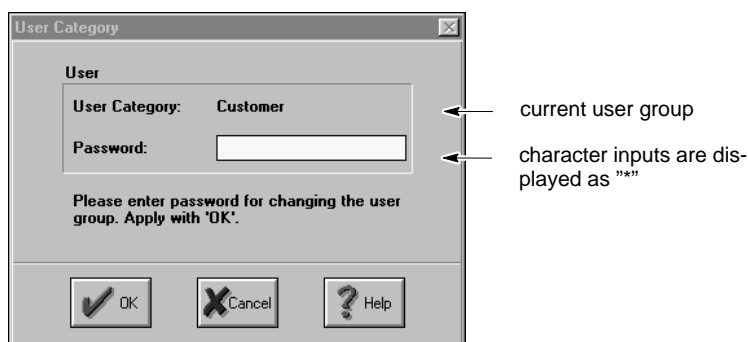 User Category
User
User Category: Customer
current user group
Password:
character inputs are dis-
played as ”*”
Please enter password for changing the user
group. Apply with 'OK'.
OK
Cancel
Help